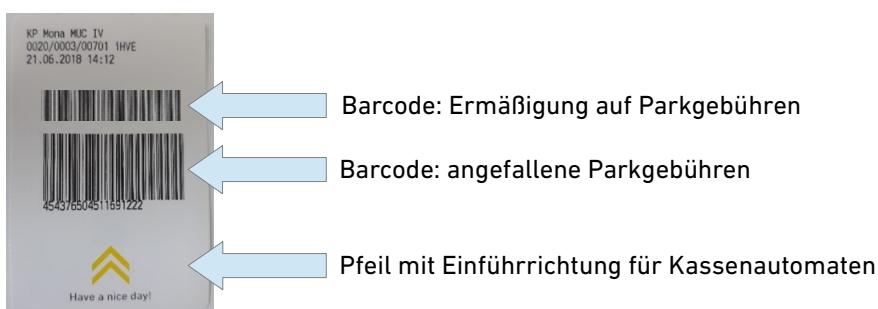 KP Mona MUC IV
0020/0003/00701 1HVE
21.06.2018 14:12
Barcode: Ermäßigung auf Parkgebühren
Barcode: angefallene Parkgebühren
454376504511691222
Pfeil mit Einführrichtung für Kassenautomaten
Have a nice day!